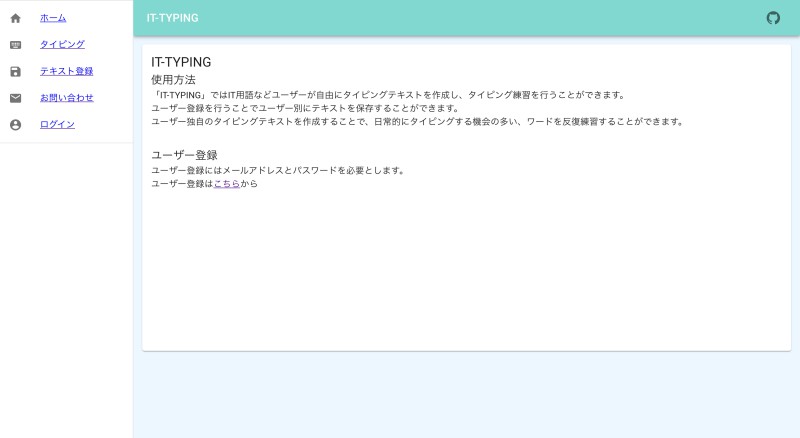 ホーム
タイピング
テキスト登録
お問い合わせ
ログイン
IT-TYPING
IT-TYPING
使用方法
「IT-TYPING」ではIT用語などユーザーが自由にタイピングテキストを作成し、タイピング練習を行うことができます。
ユーザー登録を行うことでユーザー別にテキストを保存することができます。
ユーザー独自のタイピングテキストを作成することで、日常的にタイピングする機会の多い、ワードを反復練習することができます。
ユーザー登録
ユーザー登録にはメールアドレスとパスワードを必要とします。
ユーザー登録はこちらから